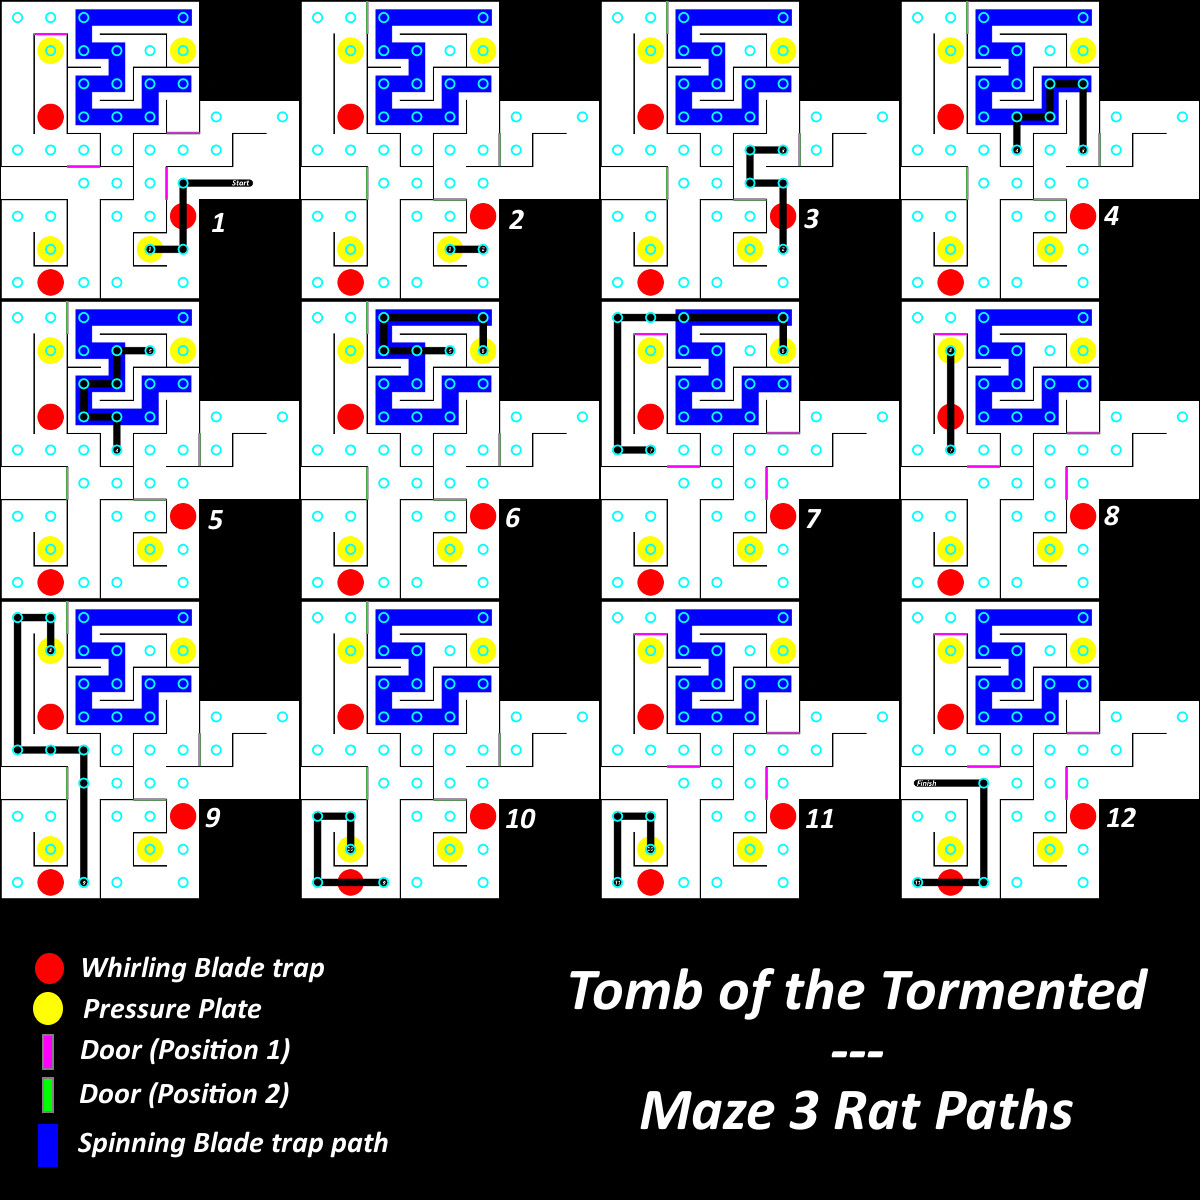 Start
1
2
3
4
5
6
7
8
9
10
11
Finish
12
Whirling Blade trap
Pressure Plate
Door (Position 1)
Door (Position 2)
Spinning Blade trap path
Tomb of the Tormented
---
Maze 3 Rat Paths